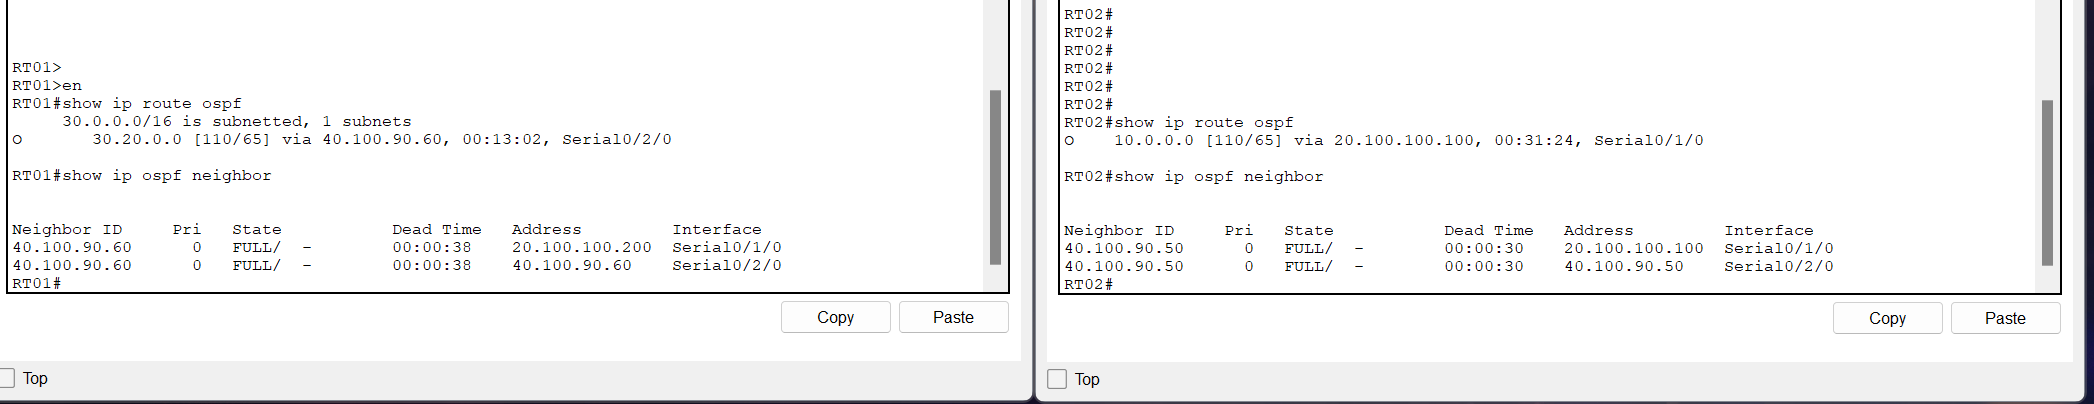 RT01>
RT01>en
RT01#show ip route ospf
     30.0.0.0/16 is subnetted, 1 subnets
O       30.20.0.0 [110/65] via 40.100.90.60, 00:13:02, Serial0/2/0
RT01#show ip ospf neighbor
Neighbor ID     Pri   State           Dead Time   Address         Interface
40.100.90.60      0   FULL/  -        00:00:38    20.100.100.200  Serial0/1/0
40.100.90.60      0   FULL/  -        00:00:38    40.100.90.60    Serial0/2/0
RT01#
Copy
Paste
Top
RT02#
RT02#
RT02#
RT02#
RT02#
RT02#
RT02#show ip route ospf
O    10.0.0.0 [110/65] via 20.100.100.100, 00:31:24, Serial0/1/0
RT02#show ip ospf neighbor
Neighbor ID     Pri   State           Dead Time   Address         Interface
40.100.90.50      0   FULL/  -        00:00:30    20.100.100.100  Serial0/1/0
40.100.90.50      0   FULL/  -        00:00:30    40.100.90.50    Serial0/2/0
RT02#
Copy
Paste
Top